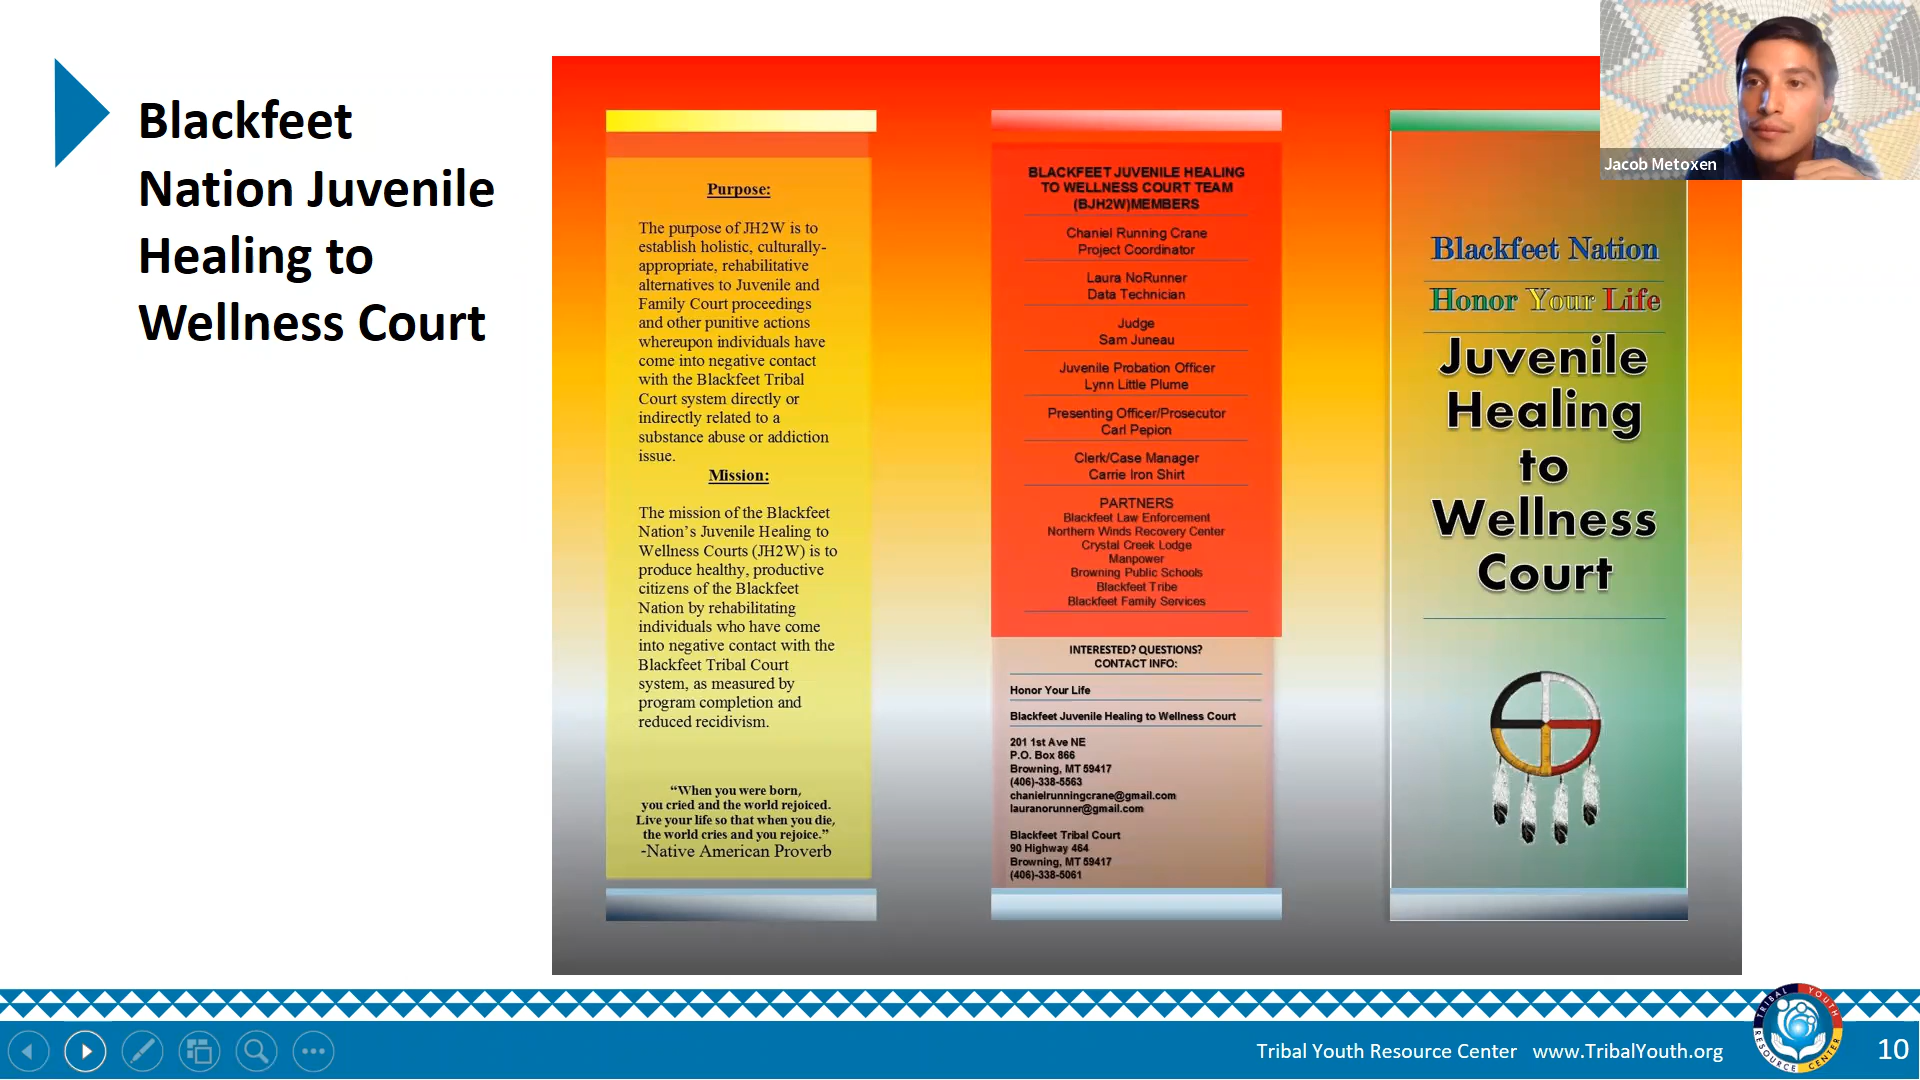 Blackfeet
Nation Juvenile
Healing to
Wellness Court
Purpose:
The purpose of JH2W is to
establish holistic, culturally-
appropriate, rehabilitative
alternatives to Juvenile and
Family Court proceedings
and other punitive actions
whereupon individuals have
come into negative contact
with the Blackfeet Tribal
Court system directly or
indirectly related to a
substance abuse or addiction
issue.
Mission:
The mission of the Blackfeet
Nation’s Juvenile Healing to
Wellness Courts (JH2W) is to
produce healthy, productive
citizens of the Blackfeet
Nation by rehabilitating
individuals who have come
into negative contact with the
Blackfeet Tribal Court
system, as measured by
program completion and
reduced recidivism.
“When you were born,
you cried and the world rejoiced.
Live your life so that when you die,
the world cries and you rejoice.”
-Native American Proverb
BLACKFEET JUVENILE HEALING
TO WELLNESS COURT TEAM
(BJH2W)MEMBERS
Chaniel Running Crane
Project Coordinator
Laura NoRunner
Data Technician
Judge
Sam Juneau
Juvenile Probation Officer
Lynn Little Plume
Presenting Officer/Prosecutor
Carl Pepion
Clerk/Case Manager
Carrie Iron Shirt
PARTNERS
Blackfeet Law Enforcement
Northern Winds Recovery Center
Crystal Creek Lodge
Manpower
Browning Public Schools
Blackfeet Tribe
Blackfeet Family Services
INTERESTED? QUESTIONS?
CONTACT INFO:
Honor Your Life
Blackfeet Juvenile Healing to Wellness Court
201 1st Ave NE
P.O. Box 866
Browning, MT 59417
(406)-338-5563
chanielrunningcrane@gmail.com
lauranorunner@gmail.com
Blackfeet Tribal Court
90 Highway 464
Browning, MT 59417
(406)-338-5061
Blackfeet Nation
Honor Your Life
Juvenile
Healing
to
Wellness
Court
Jacob Metoxen
Tribal Youth Resource Center www.TribalYouth.org
TRIBAL YOUTH
RESOURCE CENTER
10